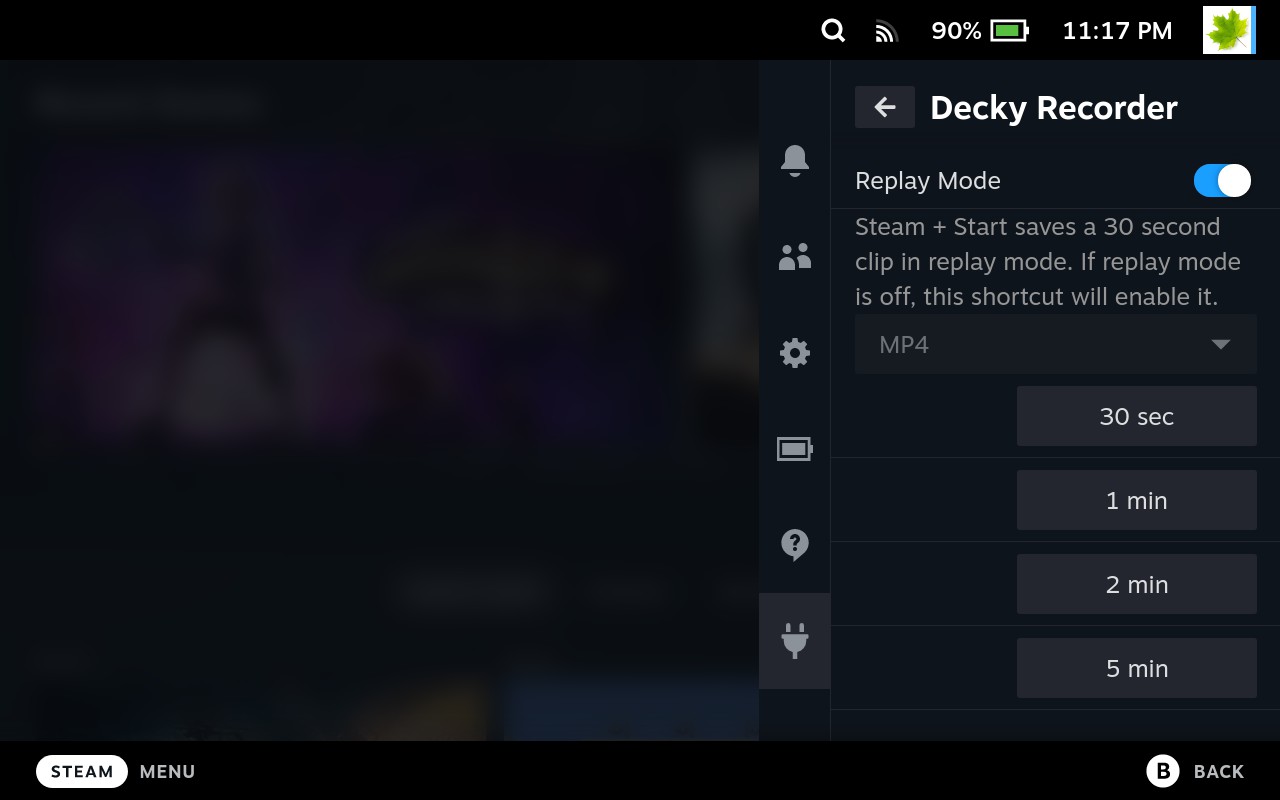 90%
11:17 PM
Decky Recorder
Replay Mode
Steam + Start saves a 30 second
clip in replay mode. If replay mode
is off, this shortcut will enable it.
MP4
30 sec
1 min
2 min
5 min
STEAM MENU
B BACK